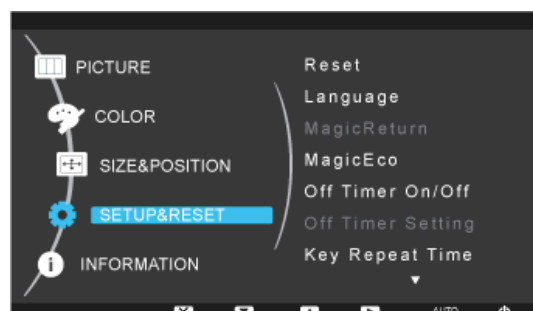 PICTURE
COLOR
SIZE&POSITION
SETUP&RESET
INFORMATION
Reset
Language
MagicReturn
MagicEco
Off Timer On/Off
Off Timer Setting
Key Repeat Time
AUTO